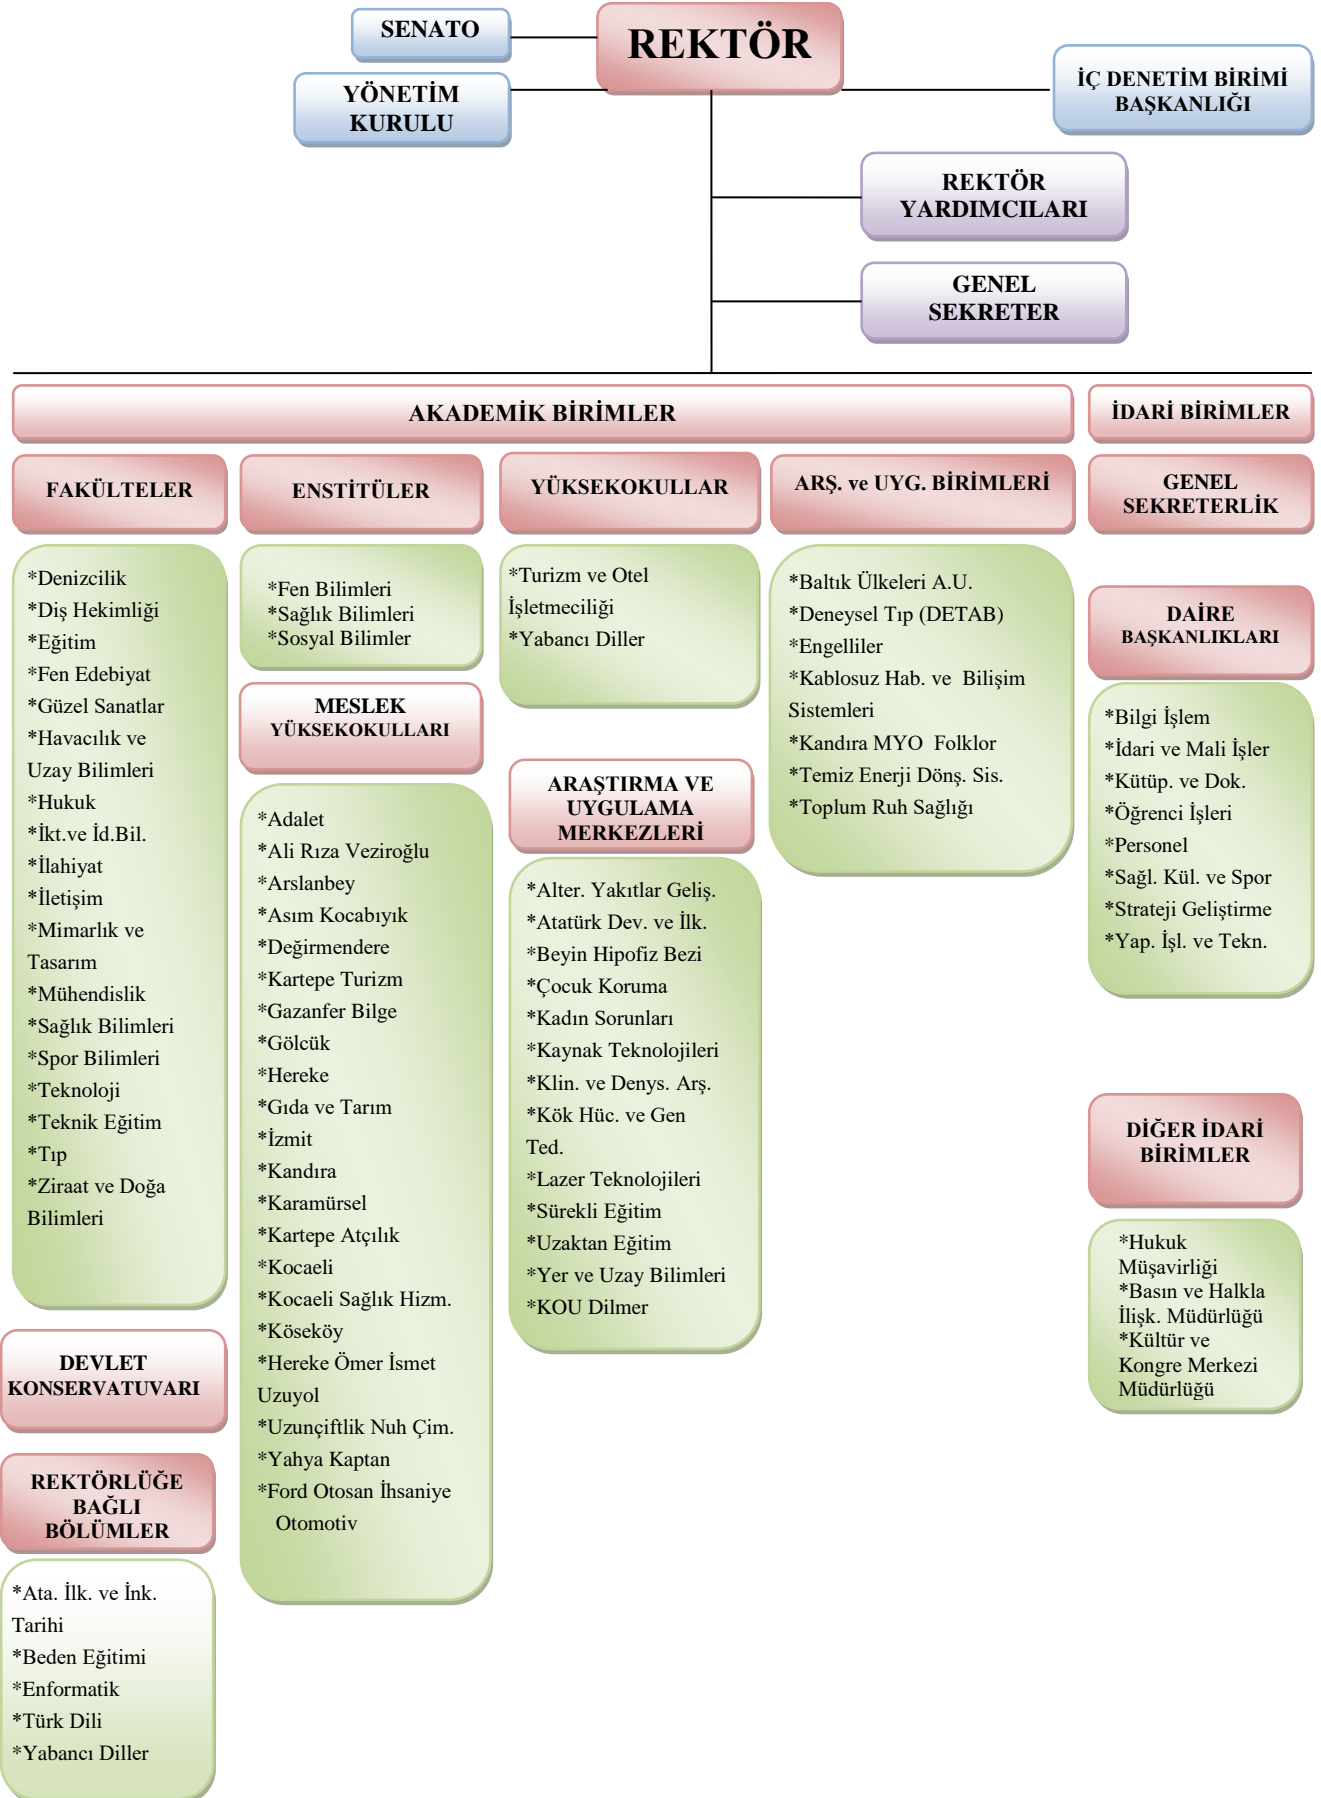 SENATO
REKTÖR
YÖNETİM
KURULU
İÇ DENETİM BİRİMİ
BAŞKANLIĞI
REKTÖR
YARDIMCILARI
GENEL
SEKRETER
AKADEMİK BİRİMLER
İDARİ BİRİMLER
FAKÜLTELER
*Denizcilik
*Diş Hekimliği
*Eğitim
*Fen Edebiyat
*Güzel Sanatlar
*Havacılık ve
Uzay Bilimleri
*Hukuk
*İkt.ve İd.Bil.
*İlahiyat
*İletişim
*Mimarlık ve
Tasarım
*Mühendislik
*Sağlık Bilimleri
*Spor Bilimleri
*Teknoloji
*Teknik Eğitim
*Tıp
*Ziraat ve Doğa
Bilimleri
DEVLET
KONSERVATUVARI
REKTÖRLÜĞE
BAĞLI
BÖLÜMLER
*Ata. İlk. ve İnk.
Tarihi
*Beden Eğitimi
*Enformatik
*Türk Dili
*Yabancı Diller
ENSTİTÜLER
*Fen Bilimleri
*Sağlık Bilimleri
*Sosyal Bilimler
MESLEK
YÜKSEKOKULLARI
*Adalet
*Ali Rıza Veziroğlu
*Arslanbey
*Asım Kocabıyık
*Değirmendere
*Kartepe Turizm
*Gazanfer Bilge
*Gölcük
*Hereke
*Gıda ve Tarım
*İzmit
*Kandıra
*Karamürsel
*Kartepe Atçılık
*Kocaeli
*Kocaeli Sağlık Hizm.
*Köseköy
*Hereke Ömer İsmet
Uzuyol
*Uzunçiftlik Nuh Çim.
*Yahya Kaptan
*Ford Otosan İhsaniye
Otomotiv
YÜKSEKOKULLAR
*Turizm ve Otel
İşletmeciliği
*Yabancı Diller
ARAŞTIRMA VE
UYGULAMA
MERKEZLERİ
*Alter. Yakıtlar Geliş.
*Atatürk Dev. ve İlk.
*Beyin Hipofiz Bezi
*Çocuk Koruma
*Kadın Sorunları
*Kaynak Teknolojileri
*Klin. ve Denys. Arş.
*Kök Hüc. ve Gen
Ted.
*Lazer Teknolojileri
*Sürekli Eğitim
*Uzaktan Eğitim
*Yer ve Uzay Bilimleri
*KOU Dilmer
ARŞ. ve UYG. BİRİMLERİ
*Baltık Ülkeleri A.U.
*Deneysel Tıp (DETAB)
*Engelliler
*Kablosuz Hab. ve Bilişim
Sistemleri
*Kandıra MYO Folklor
*Temiz Enerji Dönş. Sis.
*Toplum Ruh Sağlığı
GENEL
SEKRETERLİK
DAİRE
BAŞKANLIKLARI
*Bilgi İşlem
*İdari ve Mali İşler
*Kütüp. ve Dok.
*Öğrenci İşleri
*Personel
*Sağl. Kül. ve Spor
*Strateji Geliştirme
*Yap. İşl. ve Tekn.
DİĞER İDARİ
BİRİMLER
*Hukuk
Müşavirliği
*Basın ve Halkla
İlişk. Müdürlüğü
*Kültür ve
Kongre Merkezi
Müdürlüğü